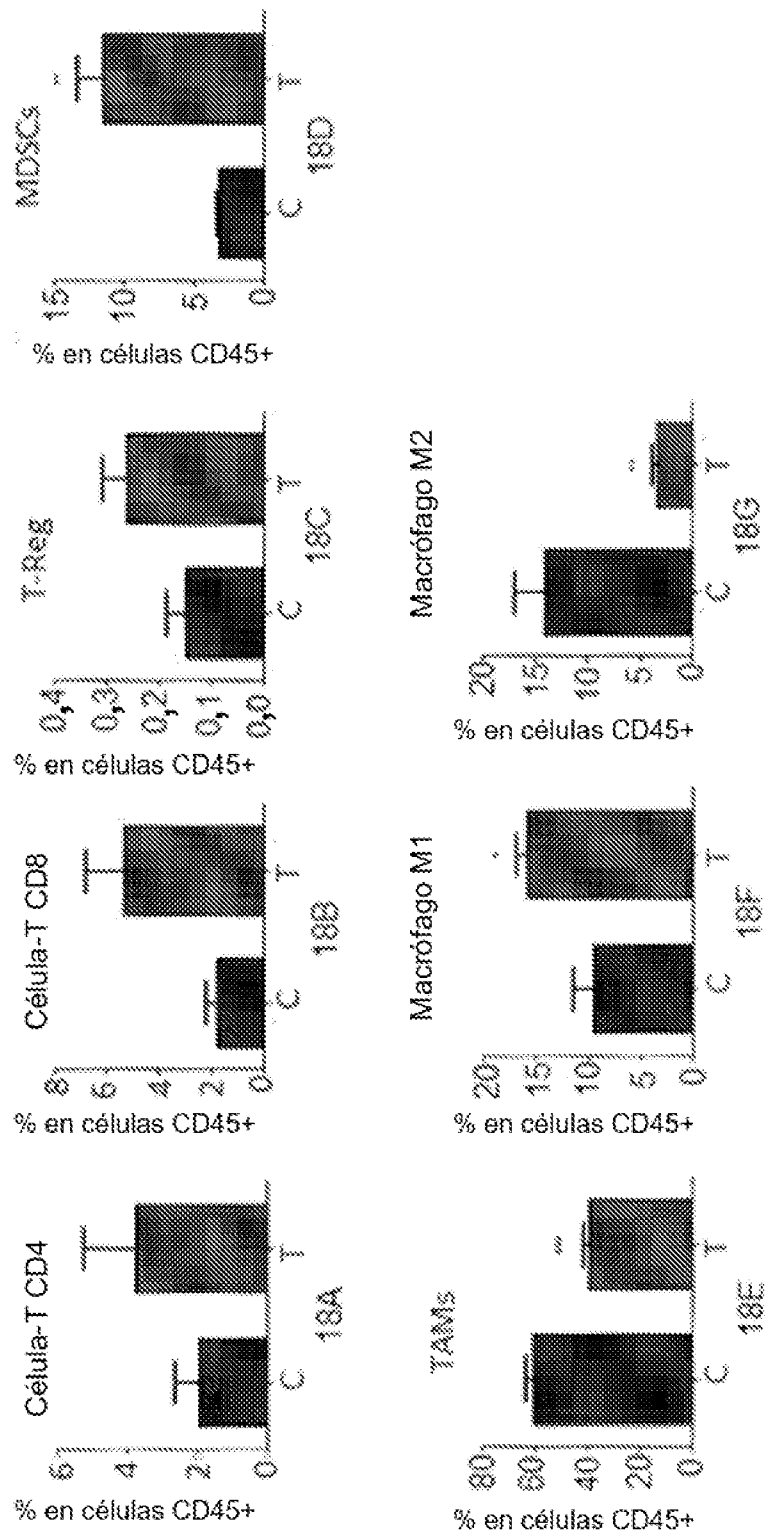 Célula-T CD4
% en células CD45+
6
4
2
0
C
T
18A
Célula-T CD8
% en células CD45+
8
6
4
2
0
C
T
18B
T-Reg
% en células CD45+
0,4
0,3
0,2
0,1
0,0
C
T
18C
MDSCs
% en células CD45+
15
10
5
0
C
T
18D
TAMs
% en células CD45+
80
60
40
20
0
C
T
18E
Macrófago M1
% en células CD45+
20
15
10
5
0
C
T
18F
Macrófago M2
% en células CD45+
20
15
10
5
0
C
T
18G